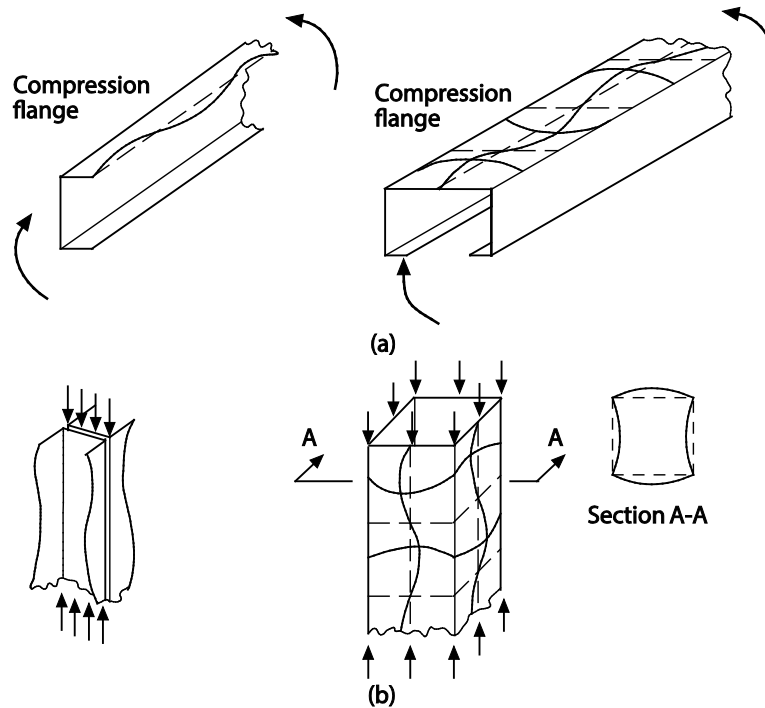 Compression
flange
Compression
flange
(a)
A
A
Section A-A
(b)